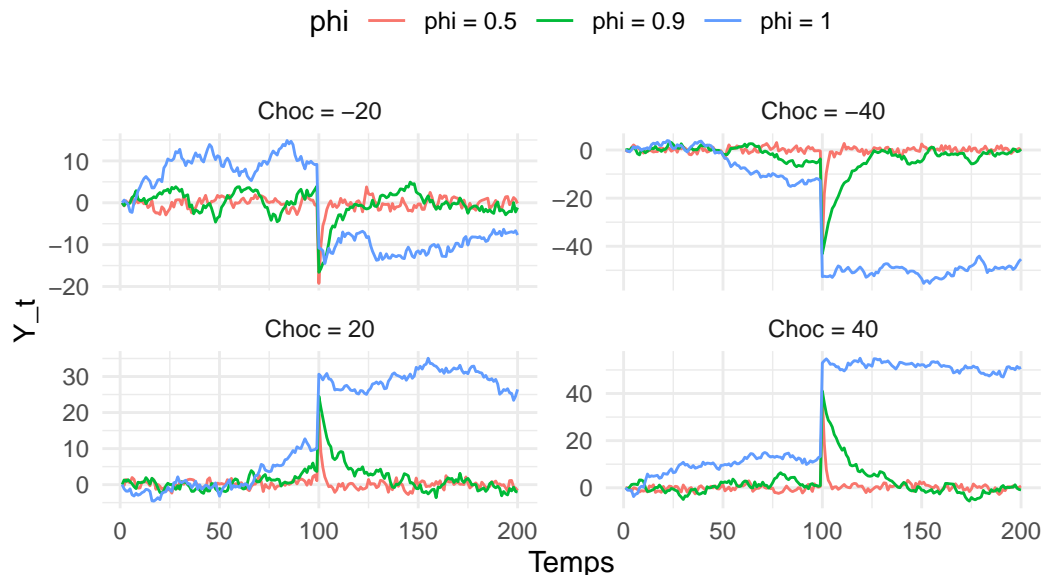 phi phi = 0.5 phi = 0.9 phi = 1
Choc = −20 Choc = −40
10
0
−10
−20
0
−20
−40
Y_t
Choc = 20 Choc = 40
30
20
10
0
40
20
0
0 50 100 150 200 0 50 100 150 200
Temps